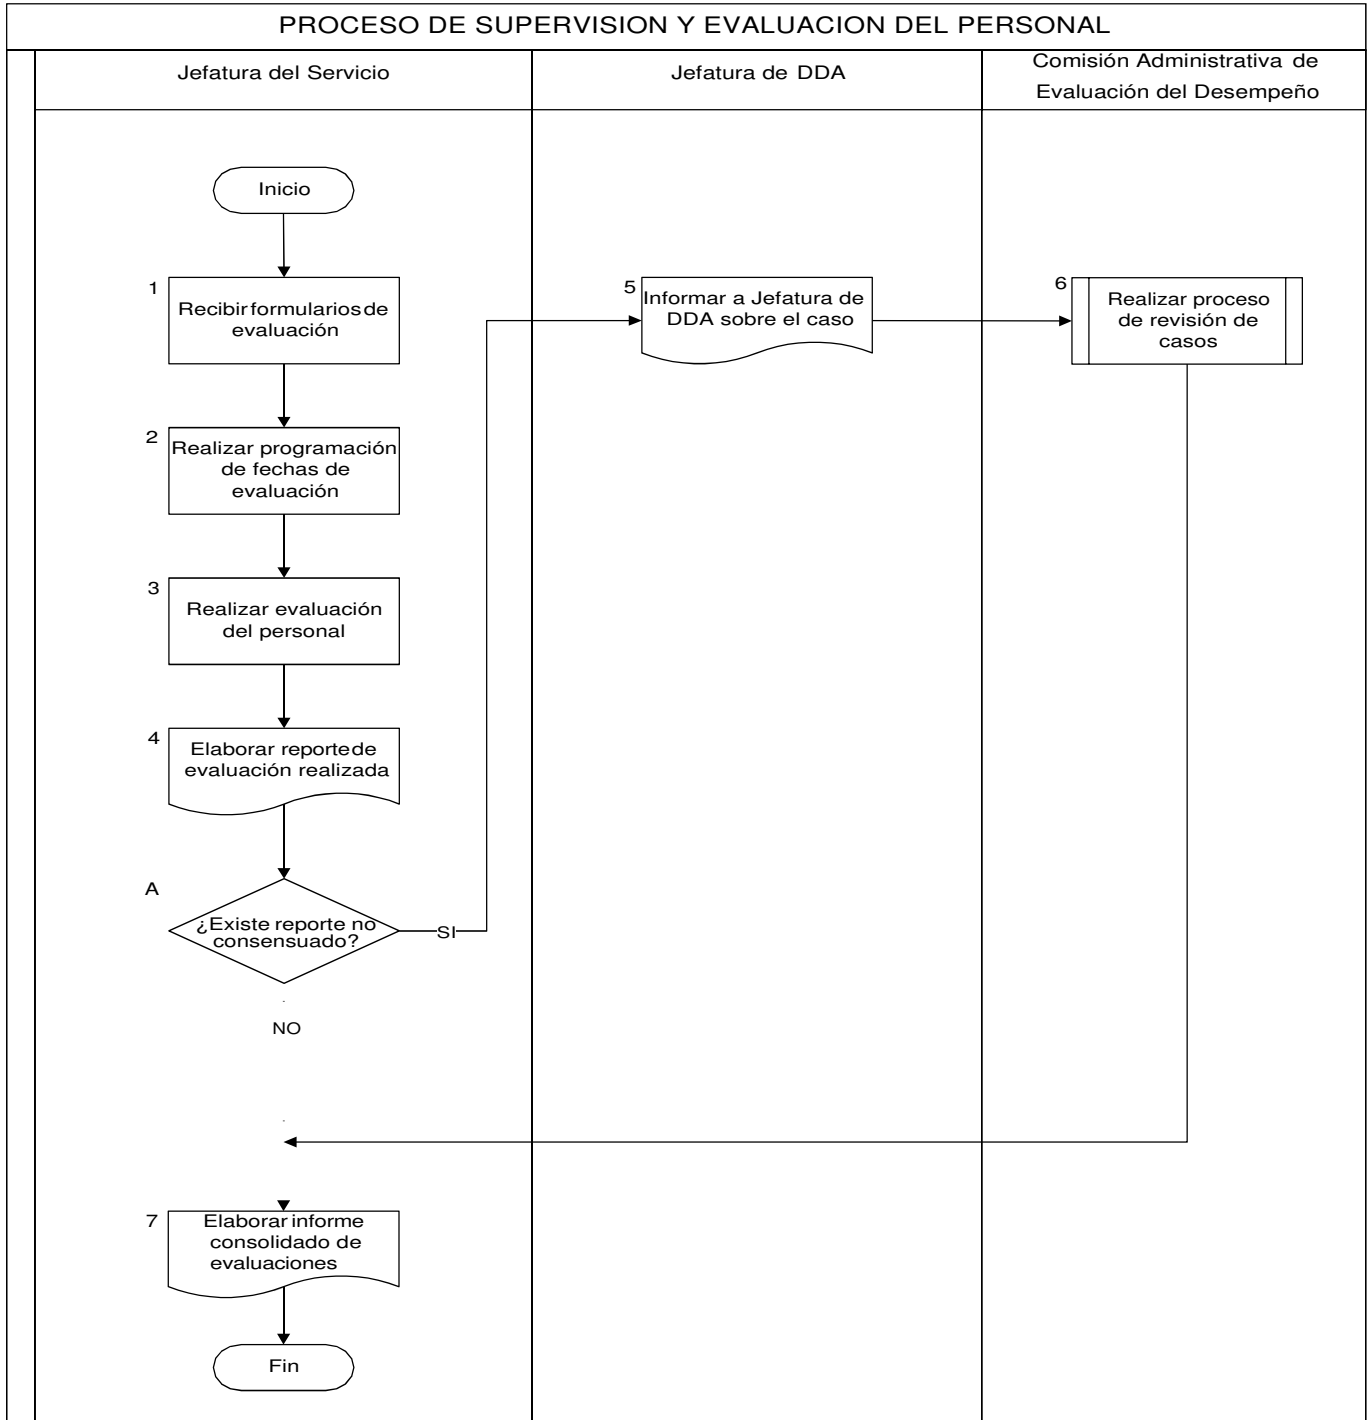 PROCESO DE SUPERVISION Y EVALUACION DEL PERSONAL
Jefatura del Servicio
Jefatura de DDA
Comisión Administrativa de
Evaluación del Desempeño
Inicio
1
Recibir formularios de
evaluación
2
Realizar programación
de fechas de
evaluación
3
Realizar evaluación
del personal
4
Elaborar reporte de
evaluación realizada
A
¿Existe reporte no
consensuado?
SI
NO
5
Informar a Jefatura de
DDA sobre el caso
6
Realizar proceso
de revisión de
casos
7
Elaborar informe
consolidado de
evaluaciones
Fin